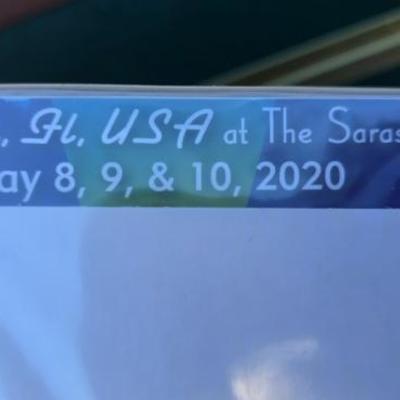 , Fl, USA at The Saras
ay 8, 9, & 10, 2020